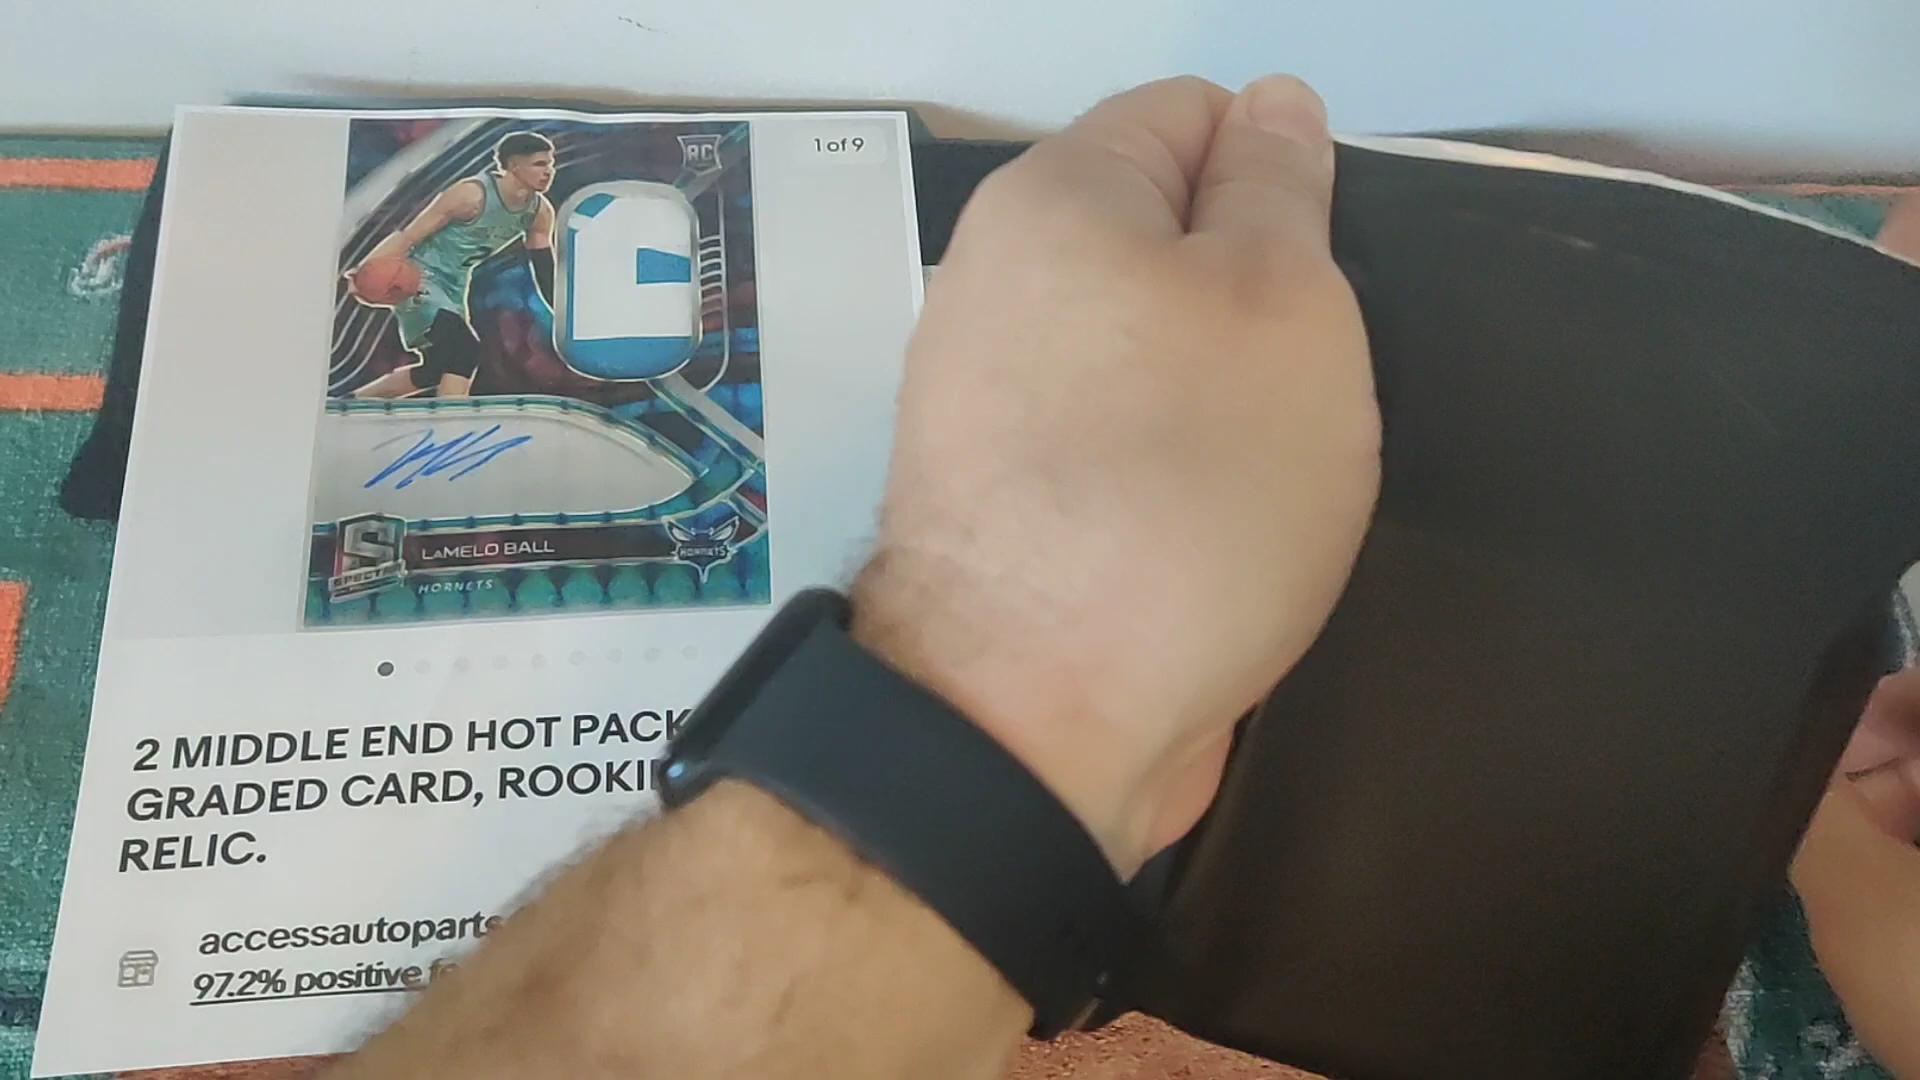 1 of 9
RC
LAMELO BALL
HORNETS
SPECTRA
HORNETS
2 MIDDLE END HOT PACK
GRADED CARD, ROOKI
RELIC.
accessautoparts
97.2% positive